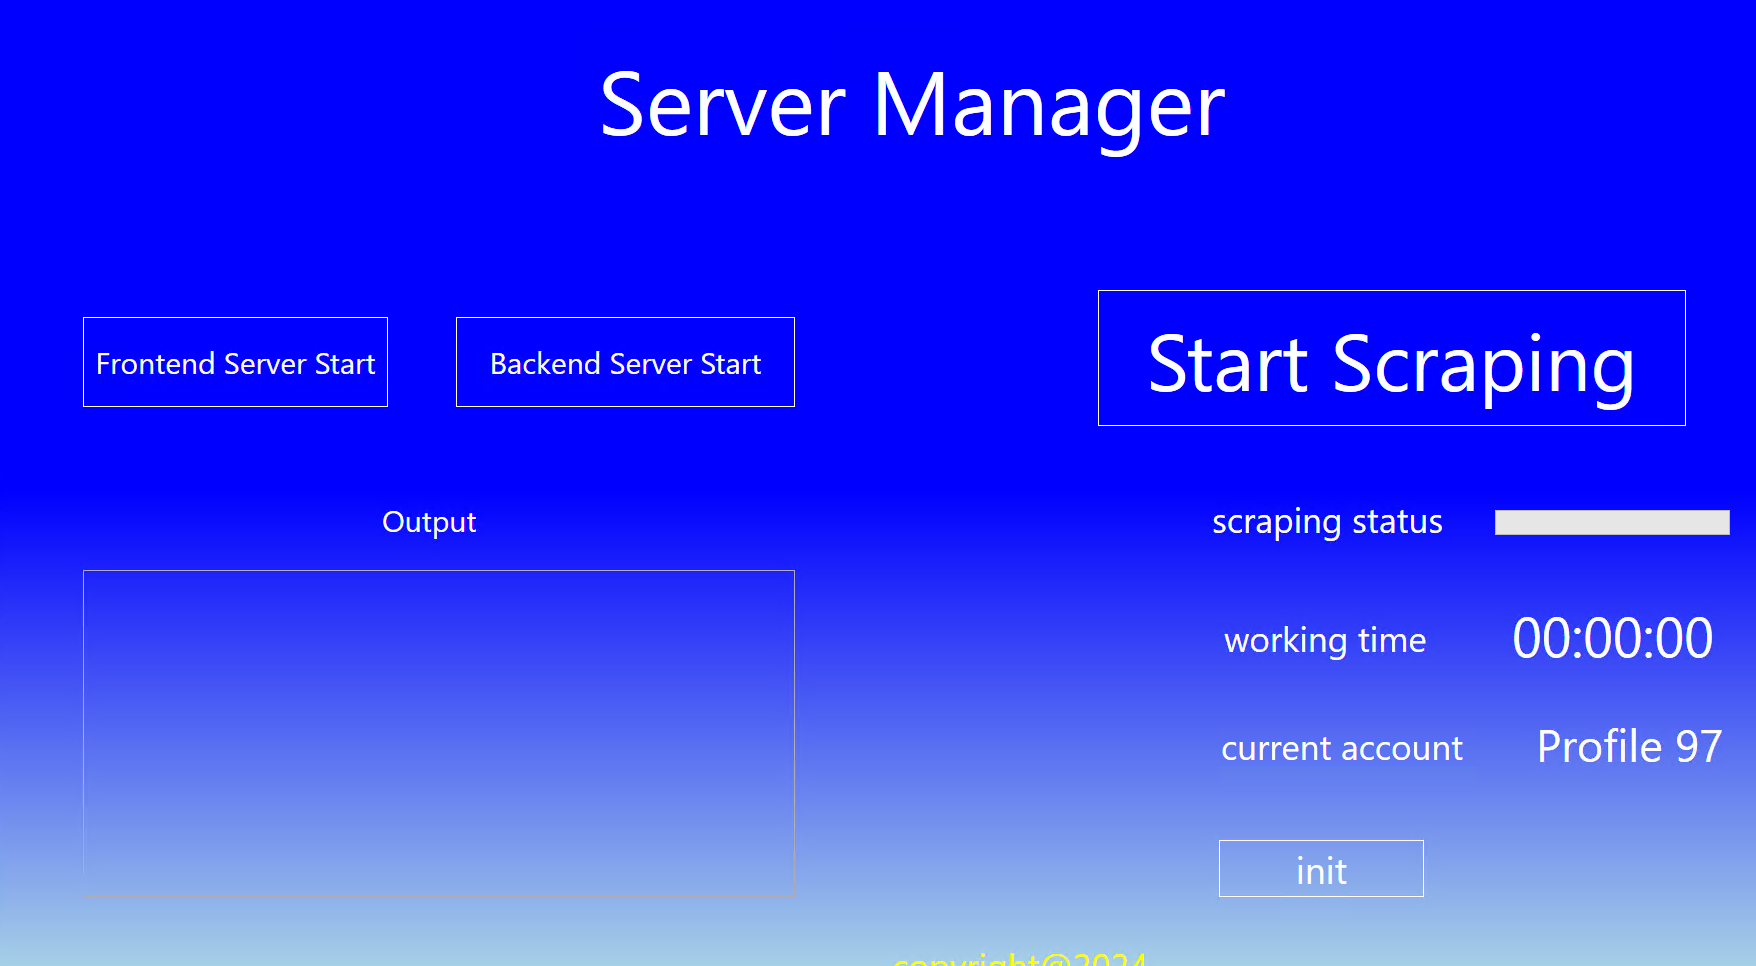 Server Manager
Frontend Server Start
Backend Server Start
Start Scraping
Output
scraping status
working time
00:00:00
current account
Profile 97
init
copyright@2024